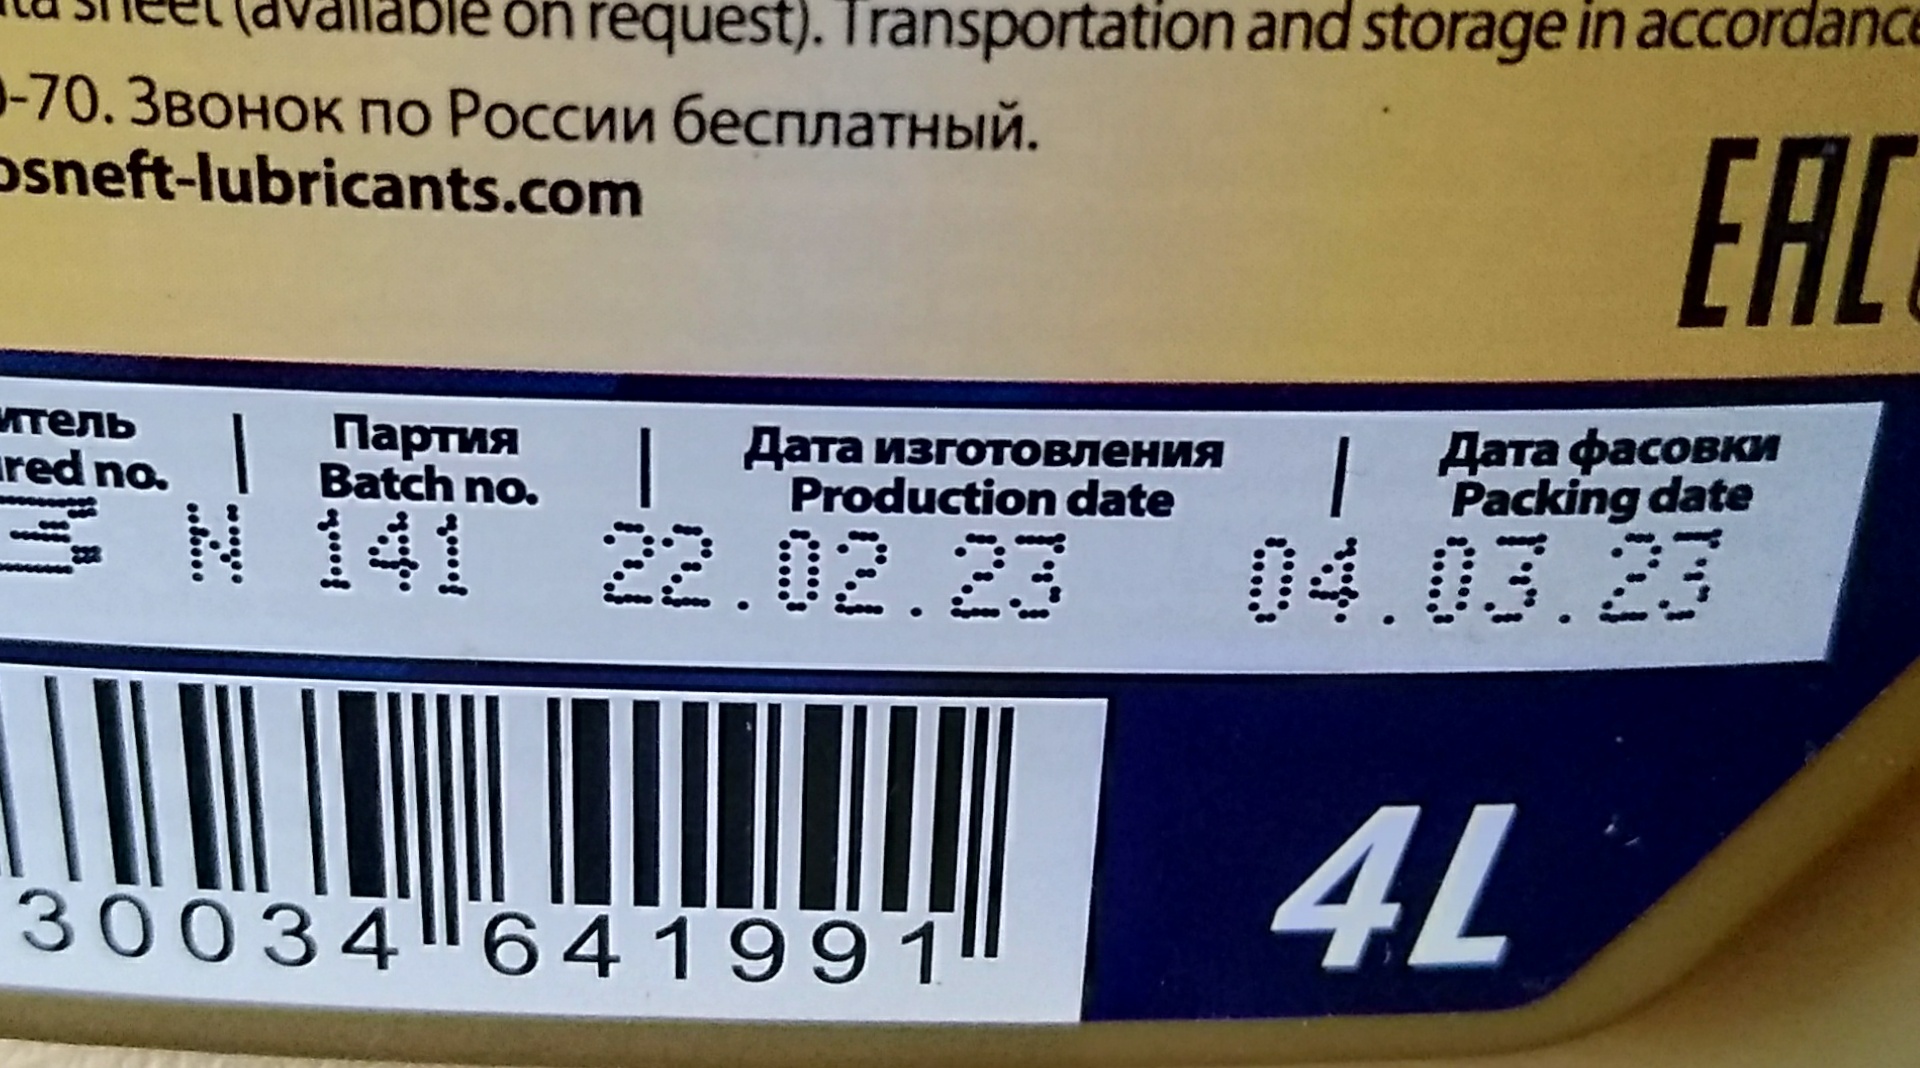 sheet (available on request). Transportation and storage in accordance
-70. Звонок по России бесплатный.
osneft-lubricants.com
EAC
итель | Партия | Дата изготовления | Дата фасовки
red no. Batch no. Production date Packing date
N 141 22.02.23 04.03.23
30034 641991
4L